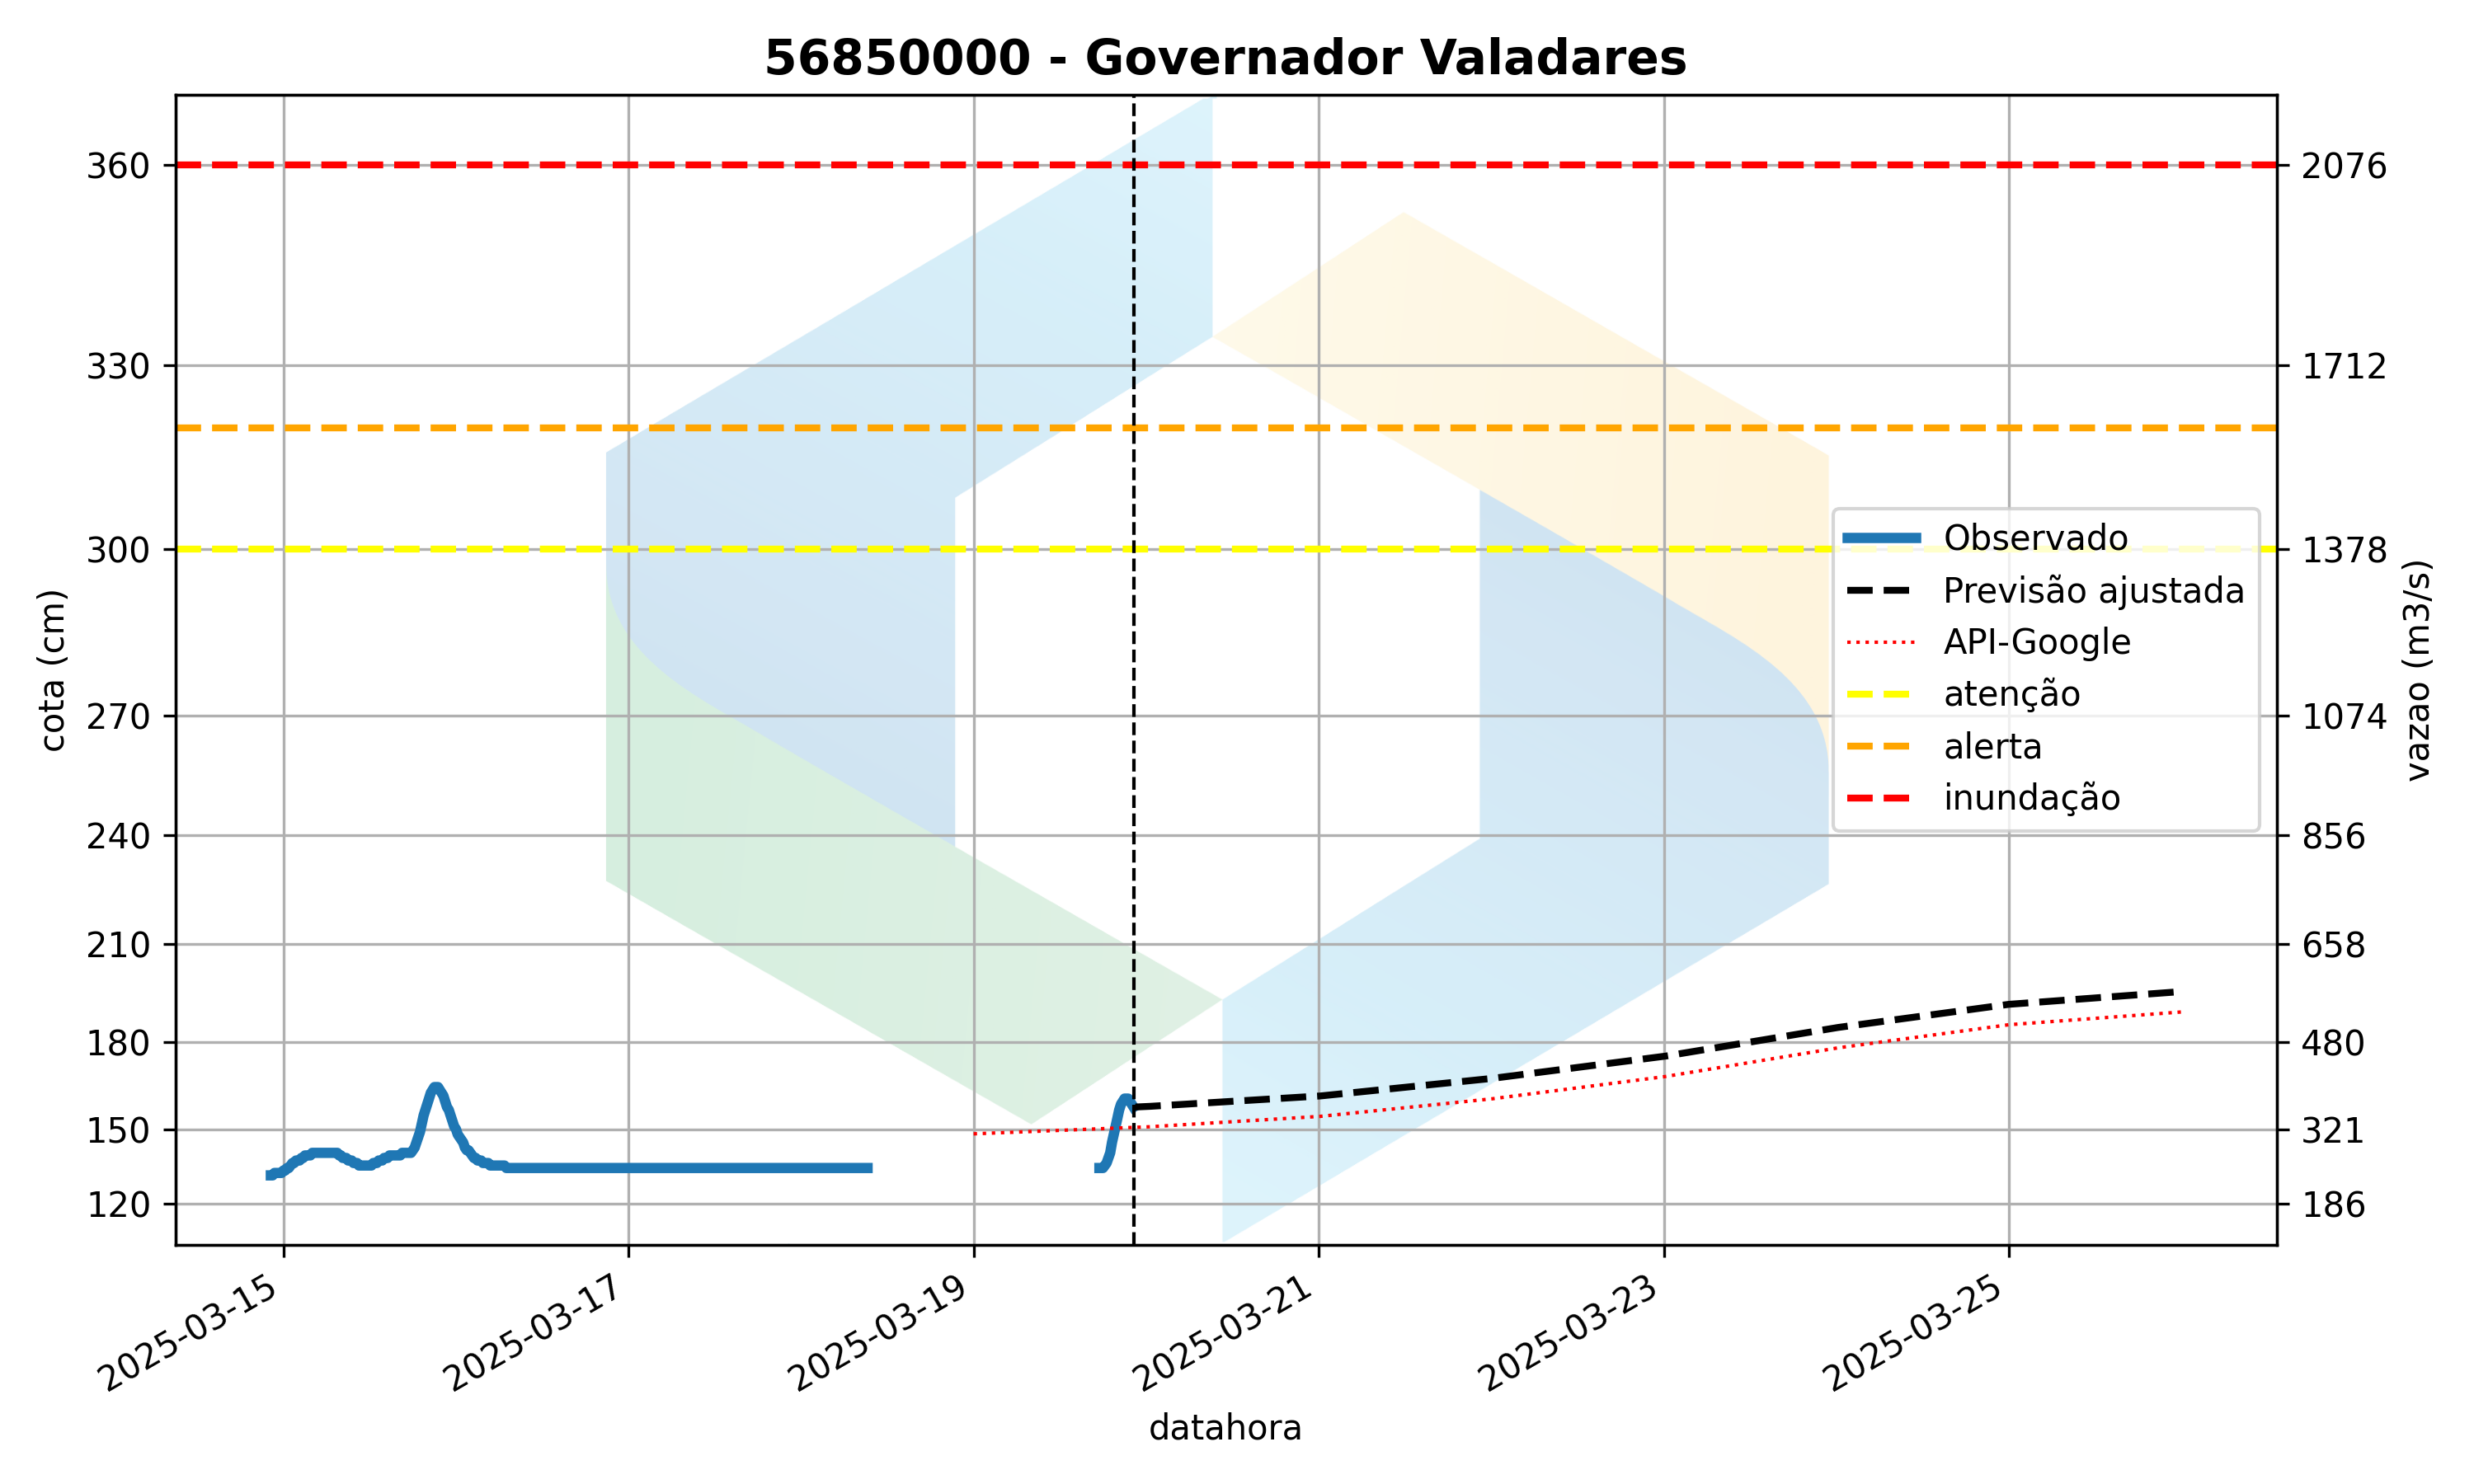 56850000 - Governador Valadares
cota (cm)
360
330
300
270
240
210
180
150
120
2076
1712
1378
1074
856
658
480
321
186
vazao (m3/s)
Observado
Previsão ajustada
API-Google
atenção
alerta
inundação
2025-03-15
2025-03-17
2025-03-19
2025-03-21
2025-03-23
2025-03-25
datahora